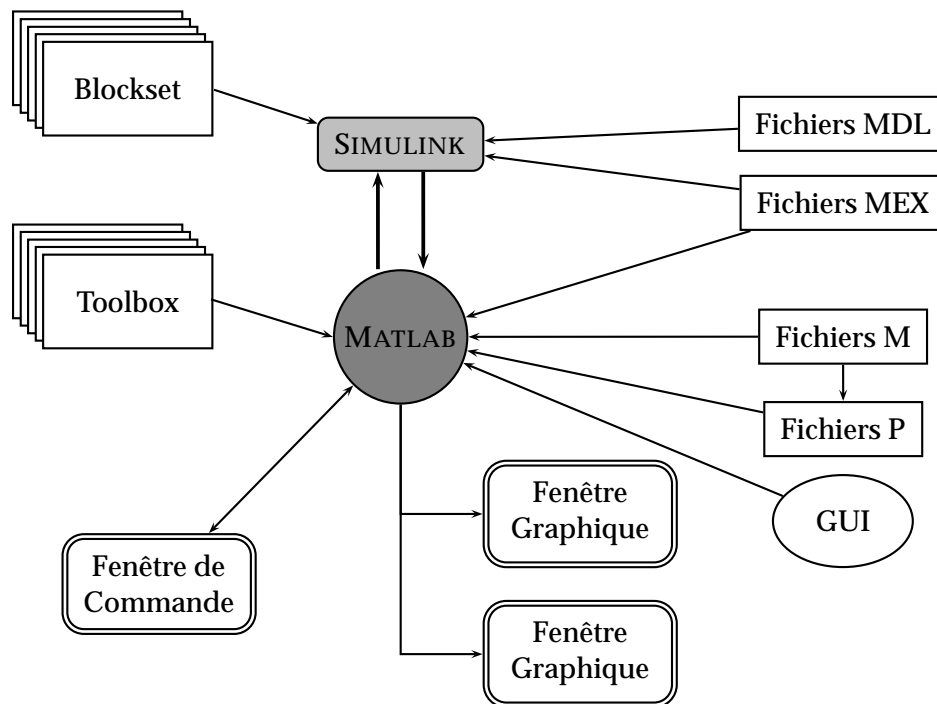 Blockset
SIMULINK
Fichiers MDL
Fichiers MEX
Toolbox
MATLAB
Fichiers M
Fichiers P
Fenêtre
Graphique
GUI
Fenêtre de
Commande
Fenêtre
Graphique